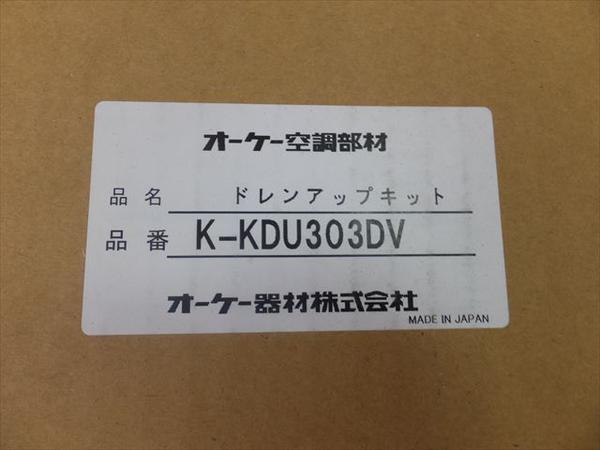 オーケー空調部材
品名 ドレンアップキット
品番 K-KDU303DV
オーケー器材株式会社
MADE IN JAPAN